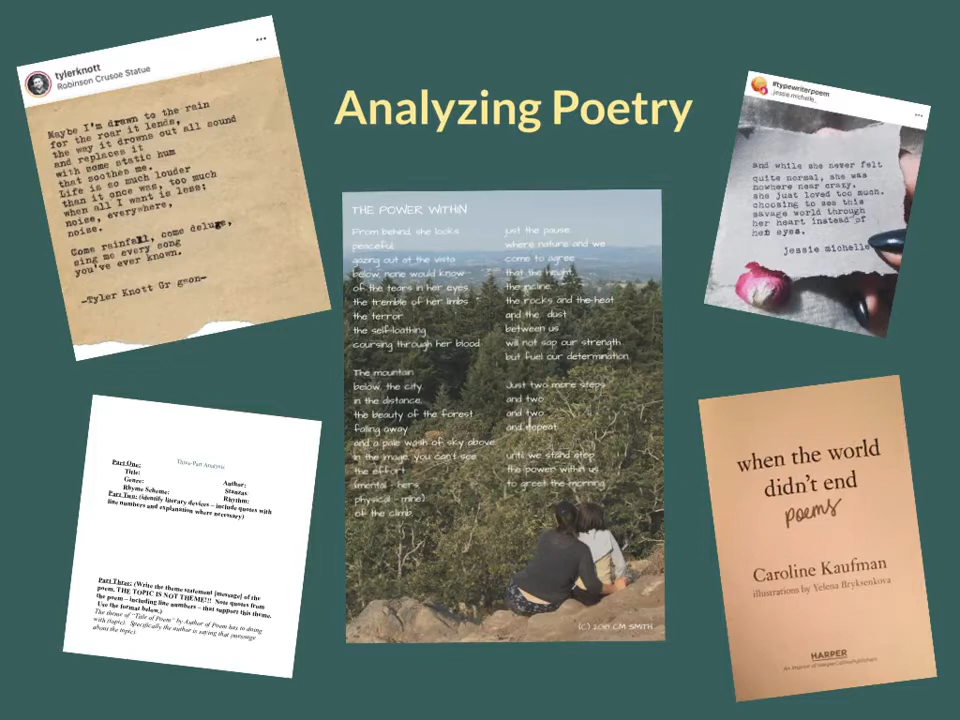 Analyzing Poetry
tylerknott
Robinson Crusoe Statue
Maybe I'm drawn to the rain
for the roar it lends,
the way it drowns out all sound
and replaces it
with some static hum
that soothes me.
Life is so much louder
than it once was, too much
when all I want is less:
noise, everywhere,
noise.
Come rainfall, come deluge,
sing me every song
you've ever known.
-Tyler Knott Gr gson-
THE POWER WITHIN
From behind, she looks
peaceful
gazing out at the vista
below, none would know
of the tears in her eyes
the tremble of her limbs
the terror
the self-loathing
coursing through her blood.
The mountain
below, the city,
in the distance,
the beauty of the forest
falling away
and a pale wash of sky above
in the image, you can't see
the effort
(mental - hers,
physical - mine)
of the climb,
just the pause,
where nature and we
come to agree
that the height,
the incline
the rocks and the heat
and the dust
between us
will not sap our strength
but fuel our determination.
Just two more steps
and two
and two
and repeat
until we stand atop
the power within us
to greet the morning.
(C) 2018 CM SMITH
#typewriterpoem
jessie.michelle_
and while she never felt
quite normal, she was
nowhere near crazy.
she just loved too much.
choosing to see this
savage world through
her heart instead of
her eyes.
jessie michelle
Three-Part Analysis
Part One:
Title:
Author:
Genre:
Stanzas
Rhyme Scheme:
Rhythm:
Part Two: (identify literary devices – include quotes with
line numbers and explanation where necessary)
Part Three: (Write the theme statement [message] of the
poem. THE TOPIC IS NOT THEME!!! Note quotes from
the poem – including line numbers – that support this theme.
Use the format below.)
The theme of "Title of Poem" by Author of Poem has to do
with (topic). Specifically the author is saying that (message
about the topic).
when the world
didn't end
poems
Caroline Kaufman
illustrations by Yelena Bryksenkova
HARPER
An Imprint of HarperCollinsPublishers